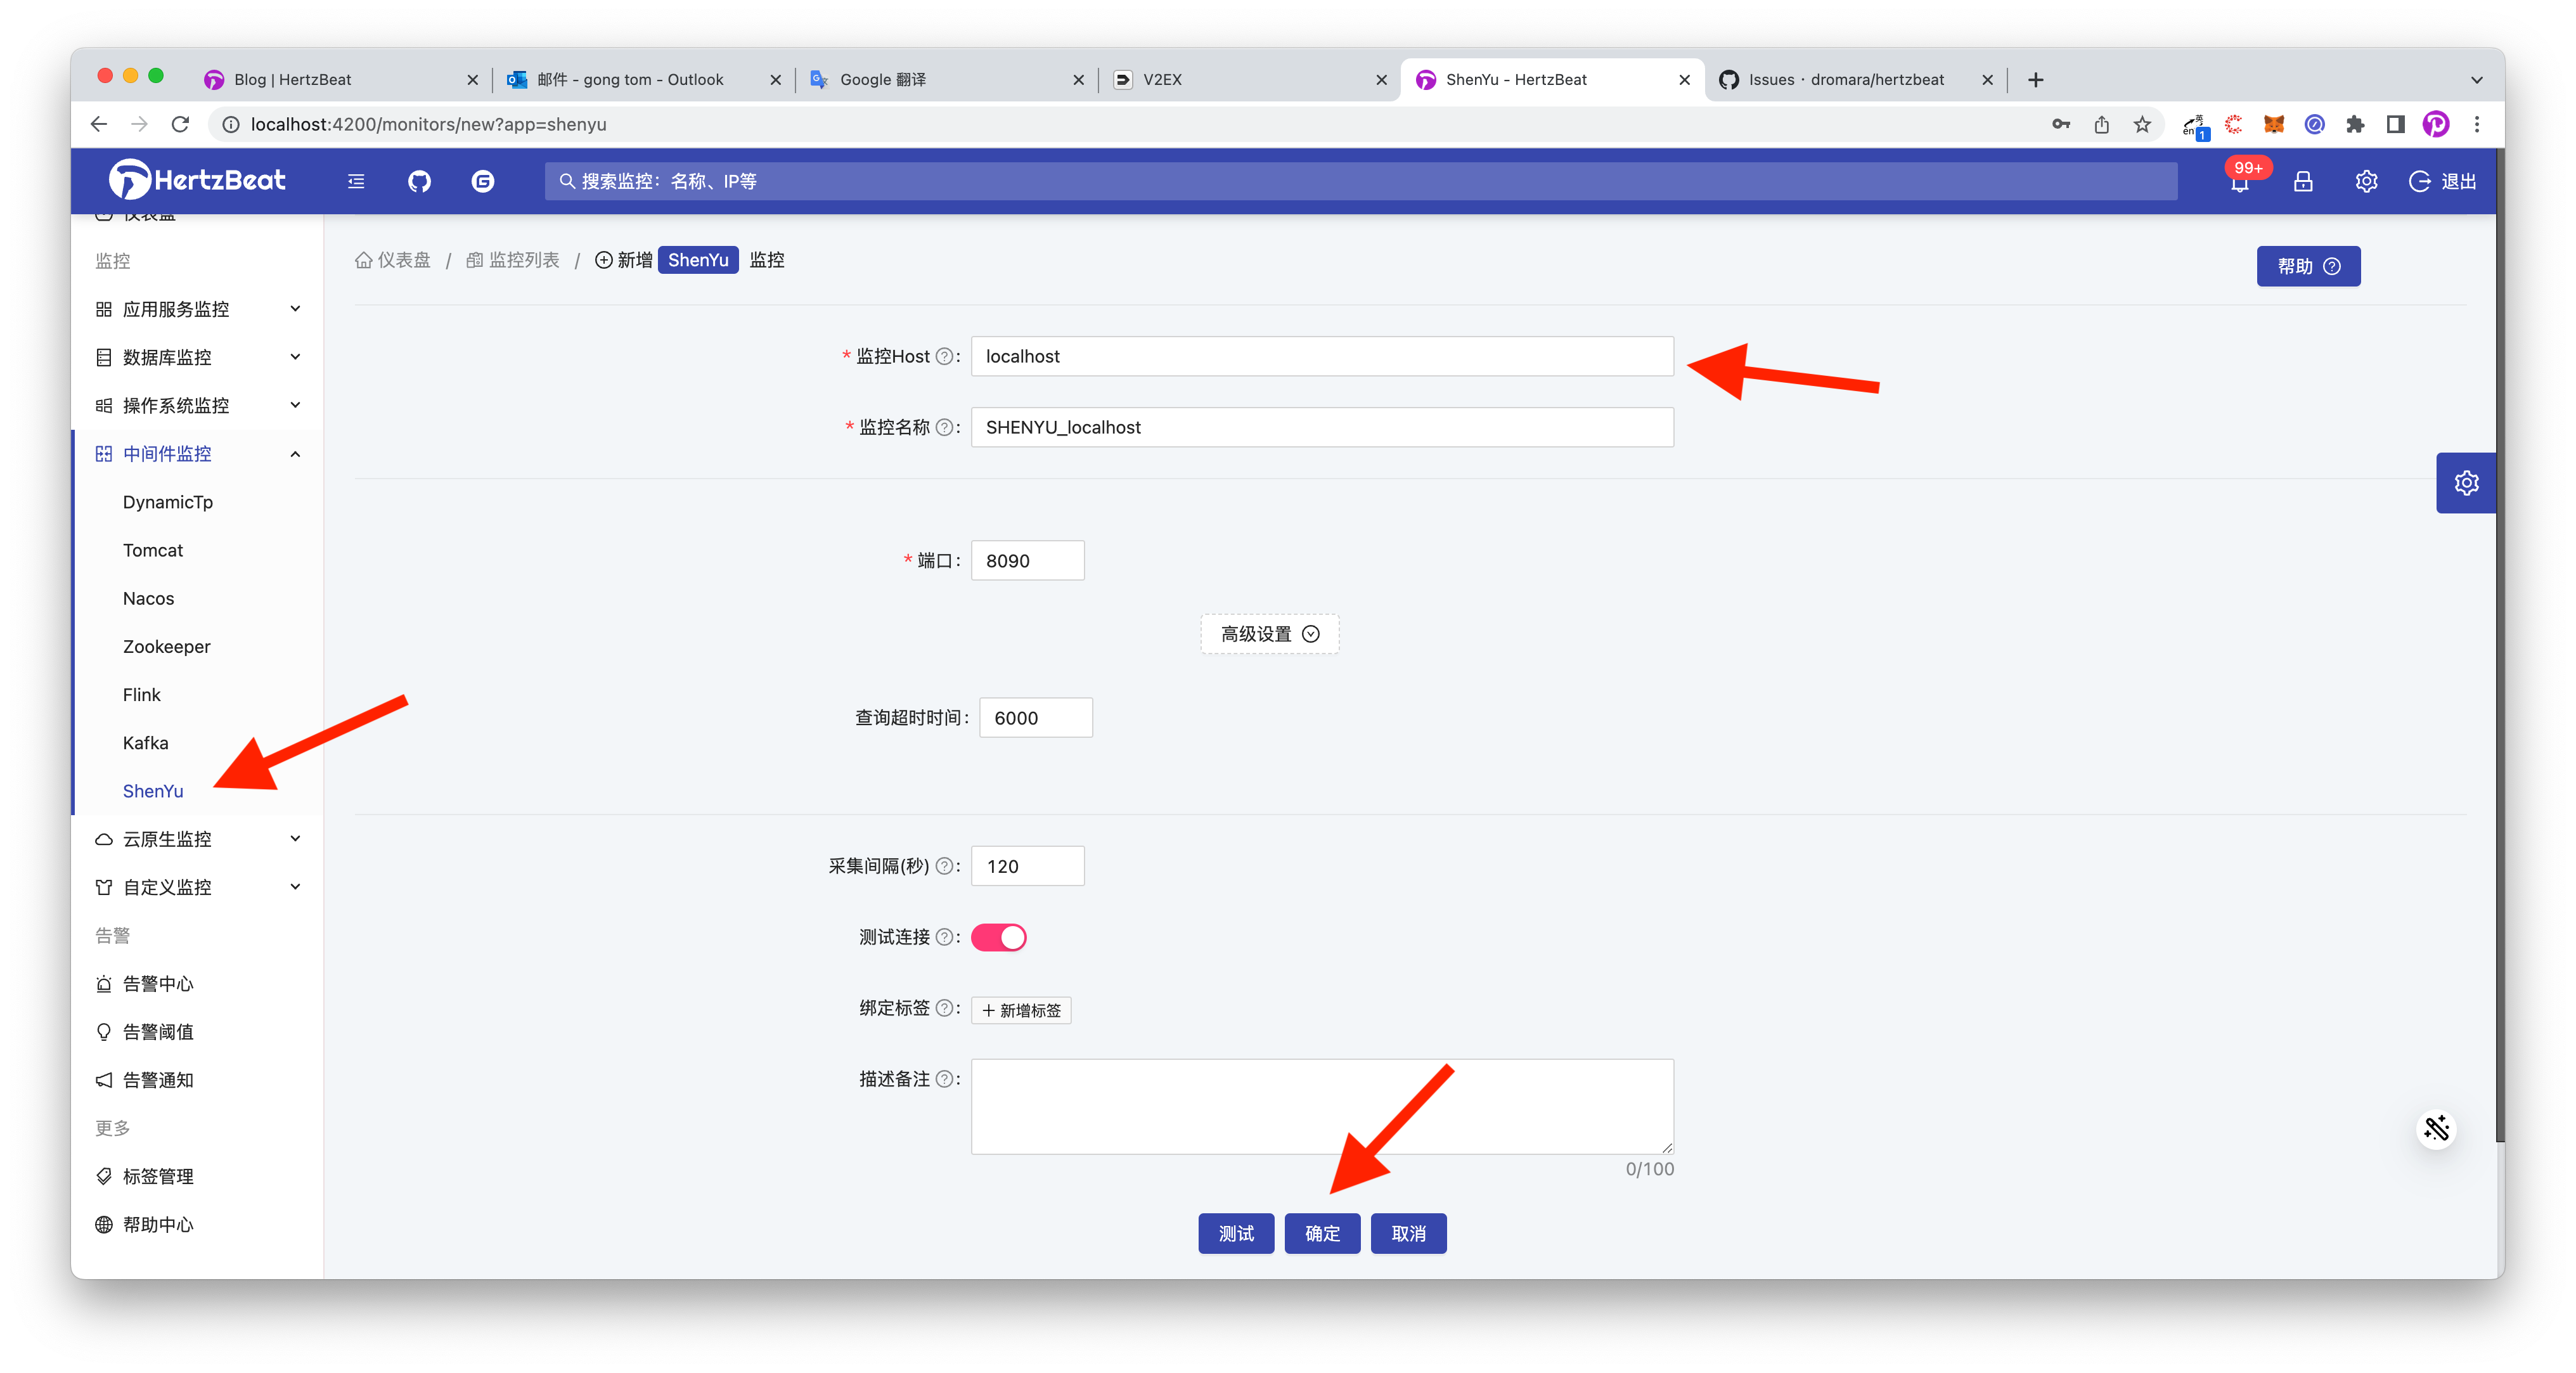 Blog | HertzBeat
邮件 - gong tom - Outlook
Google 翻译
V2EX
ShenYu - HertzBeat
Issues · dromara/hertzbeat
localhost:4200/monitors/new?app=shenyu
英
en
1
HertzBeat
搜索监控：名称、IP等
99+
退出
仪表盘
监控
应用服务监控
数据库监控
操作系统监控
中间件监控
DynamicTp
Tomcat
Nacos
Zookeeper
Flink
Kafka
ShenYu
云原生监控
自定义监控
告警
告警中心
告警阈值
告警通知
更多
标签管理
帮助中心
仪表盘 / 监控列表 / 新增 ShenYu 监控
帮助
* 监控Host : localhost
* 监控名称 : SHENYU_localhost
* 端口 : 8090
高级设置
查询超时时间 : 6000
采集间隔(秒) : 120
测试连接 :
绑定标签 : + 新增标签
描述备注 :
0/100
测试 确定 取消